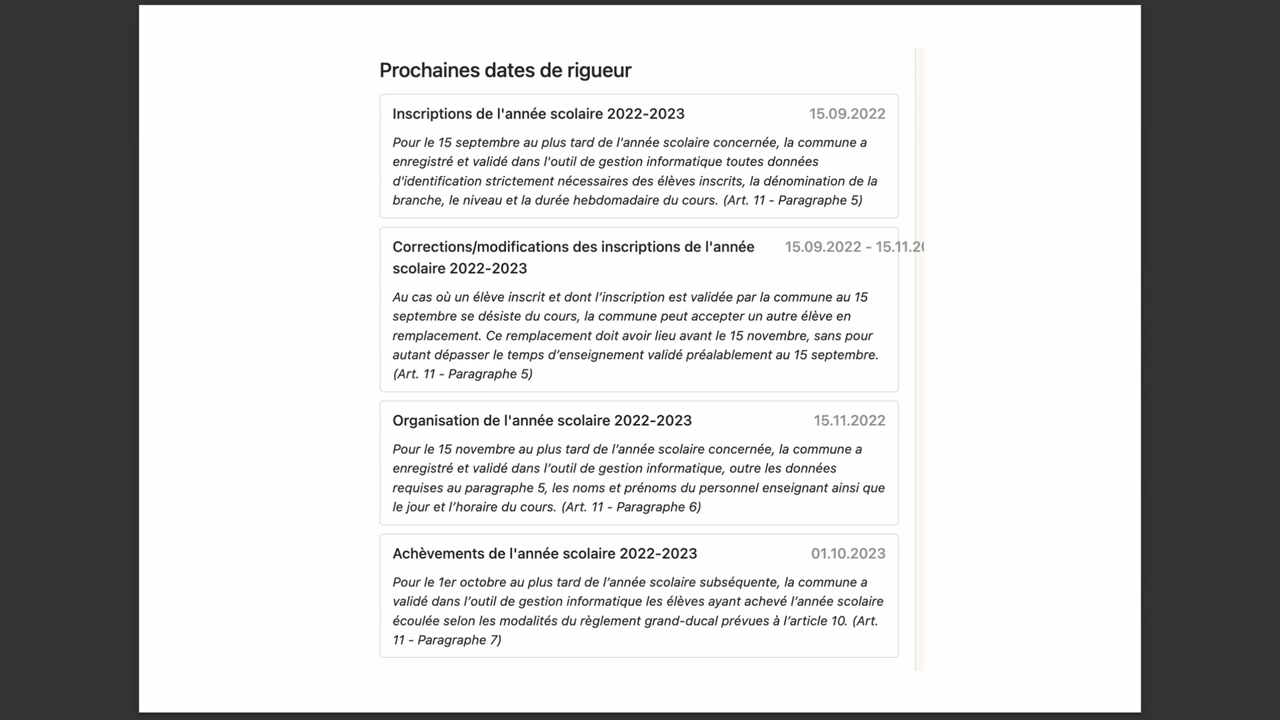 Prochaines dates de rigueur
Inscriptions de l'année scolaire 2022-2023 15.09.2022
Pour le 15 septembre au plus tard de l'année scolaire concernée, la commune a
enregistré et validé dans l'outil de gestion informatique toutes données
d'identification strictement nécessaires des élèves inscrits, la dénomination de la
branche, le niveau et la durée hebdomadaire du cours. (Art. 11 - Paragraphe 5)
Corrections/modifications des inscriptions de l'année 15.09.2022 - 15.11.20
scolaire 2022-2023
Au cas où un élève inscrit et dont l’inscription est validée par la commune au 15
septembre se désiste du cours, la commune peut accepter un autre élève en
remplacement. Ce remplacement doit avoir lieu avant le 15 novembre, sans pour
autant dépasser le temps d’enseignement validé préalablement au 15 septembre.
(Art. 11 - Paragraphe 5)
Organisation de l'année scolaire 2022-2023 15.11.2022
Pour le 15 novembre au plus tard de l’année scolaire concernée, la commune a
enregistré et validé dans l’outil de gestion informatique, outre les données
requises au paragraphe 5, les noms et prénoms du personnel enseignant ainsi que
le jour et l’horaire du cours. (Art. 11 - Paragraphe 6)
Achèvements de l'année scolaire 2022-2023 01.10.2023
Pour le 1er octobre au plus tard de l’année scolaire subséquente, la commune a
validé dans l’outil de gestion informatique les élèves ayant achevé l’année scolaire
écoulée selon les modalités du règlement grand-ducal prévues à l’article 10. (Art.
11 - Paragraphe 7)